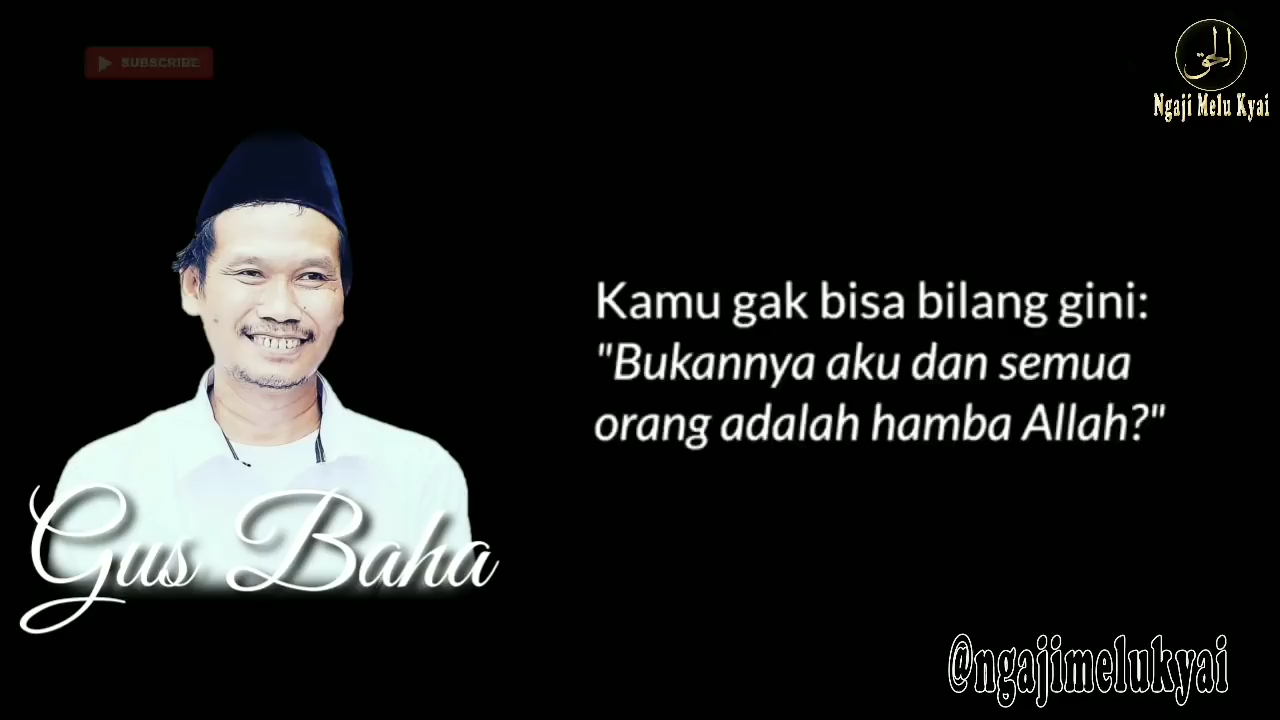 SUBSCRIBE
الحق
Ngaji Melu Kyai
Kamu gak bisa bilang gini:
"Bukannya aku dan semua
orang adalah hamba Allah?"
Gus Baha
@ngajimelukyai